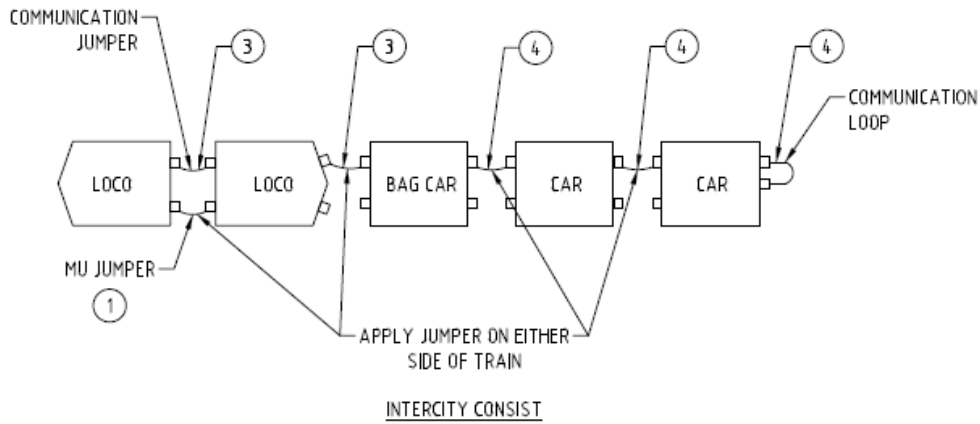 COMMUNICATION
JUMPER
3
3
4
4
4
COMMUNICATION
LOOP
LOCO
LOCO
BAG CAR
CAR
CAR
MU JUMPER
1
APPLY JUMPER ON EITHER
SIDE OF TRAIN
INTERCITY CONSIST